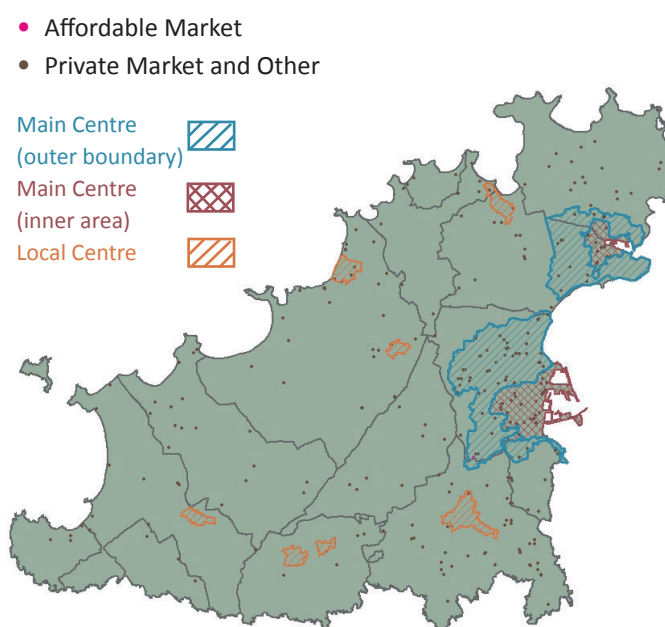 Affordable Market
Private Market and Other
Main Centre
(outer boundary)
Main Centre
(inner area)
Local Centre